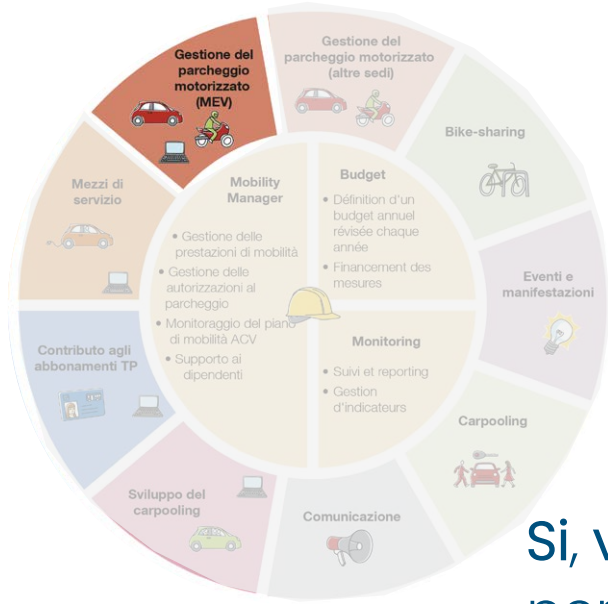 Gestione del
parcheggio
motorizzato
(MEV)
Gestione del
parcheggio motorizzato
(altre sedi)
Bike-sharing
Eventi e
manifestazioni
Carpooling
Comunicazione
Sviluppo del
carpooling
Contributo agli
abbonamenti TP
Mezzi di
servizio
Mobility
Manager
• Gestione delle
prestazioni di mobilità
• Gestione delle
autorizzazioni al
parcheggio
• Monitoraggio del piano
di mobilità ACV
• Supporto ai
dipendenti
Budget
• Définition d'un
budget annuel
révisée chaque
année
• Financement des
mesures
Monitoring
• Suivi et reporting
• Gestion
d'indicateurs
Si,